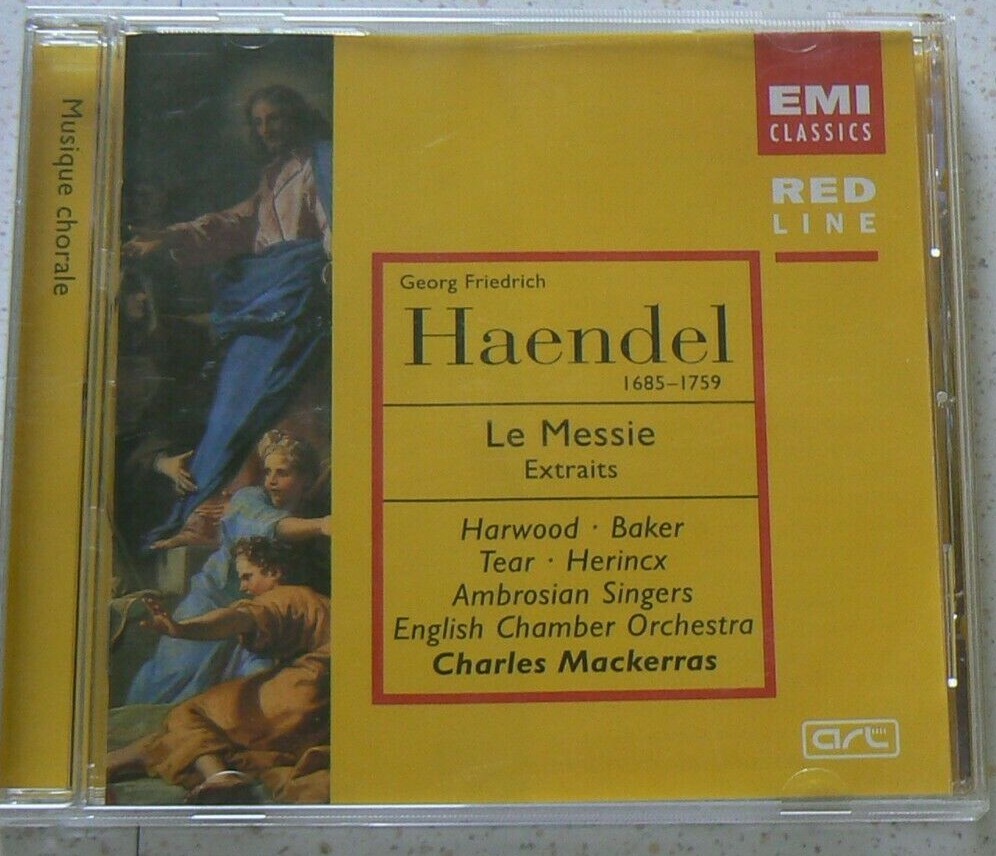 Musique chorale
EMI
CLASSICS
RED
LINE
Georg Friedrich
Haendel
1685–1759
Le Messie
Extraits
Harwood · Baker
Tear · Herincx
Ambrosian Singers
English Chamber Orchestra
Charles Mackerras
art